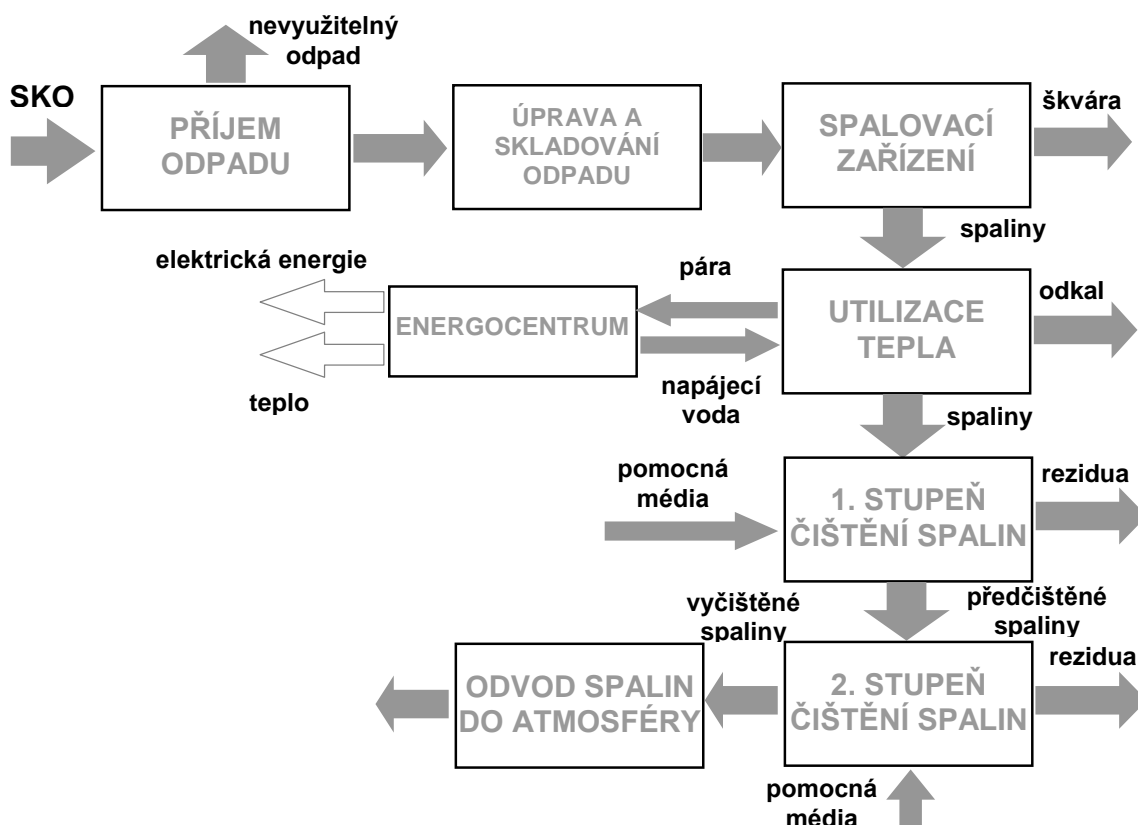 nevyužitelný
odpad
SKO
PŘÍJEM
ODPADU
ÚPRAVA A
SKLADOVÁNÍ
ODPADU
SPALOVACÍ
ZAŘÍZENÍ
škvára
spaliny
elektrická energie
teplo
ENERGOCENTRUM
pára
napájecí
voda
UTILIZACE
TEPLA
odkal
spaliny
pomocná
média
1. STUPEŇ
ČIŠTĚNÍ SPALIN
rezidua
vyčištěné
spaliny
předčištěné
spaliny
ODVOD SPALIN
DO ATMOSFÉRY
2. STUPEŇ
ČIŠTĚNÍ SPALIN
rezidua
pomocná
média